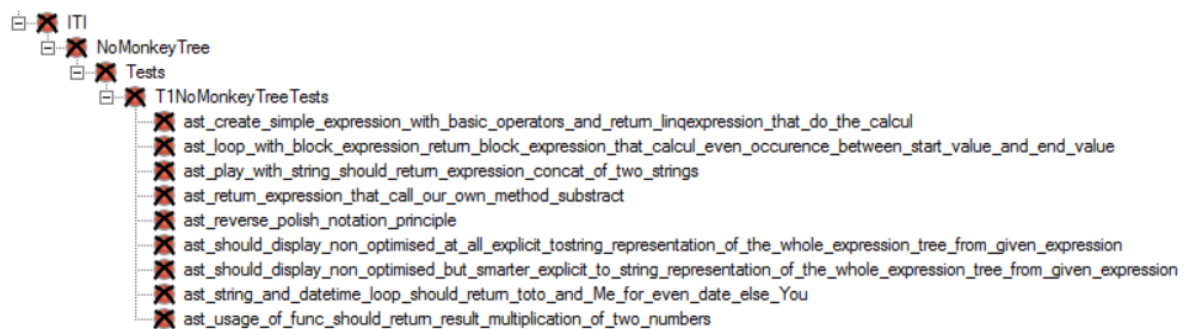 ITI
NoMonkeyTree
Tests
T1NoMonkeyTreeTests
ast_create_simple_expression_with_basic_operators_and_return_linqexpression_that_do_the_calcul
ast_loop_with_block_expression_return_block_expression_that_calcul_even_occurence_between_start_value_and_end_value
ast_play_with_string_should_return_expression_concat_of_two_strings
ast_return_expression_that_call_our_own_method_substract
ast_reverse_polish_notation_principle
ast_should_display_non_optimised_at_all_explicit_tostring_representation_of_the_whole_expression_tree_from_given_expression
ast_should_display_non_optimised_but_smarter_explicit_to_string_representation_of_the_whole_expression_tree_from_given_expression
ast_string_and_datetime_loop_should_return_toto_and_Me_for_even_date_else_You
ast_usage_of_func_should_return_result_multiplication_of_two_numbers